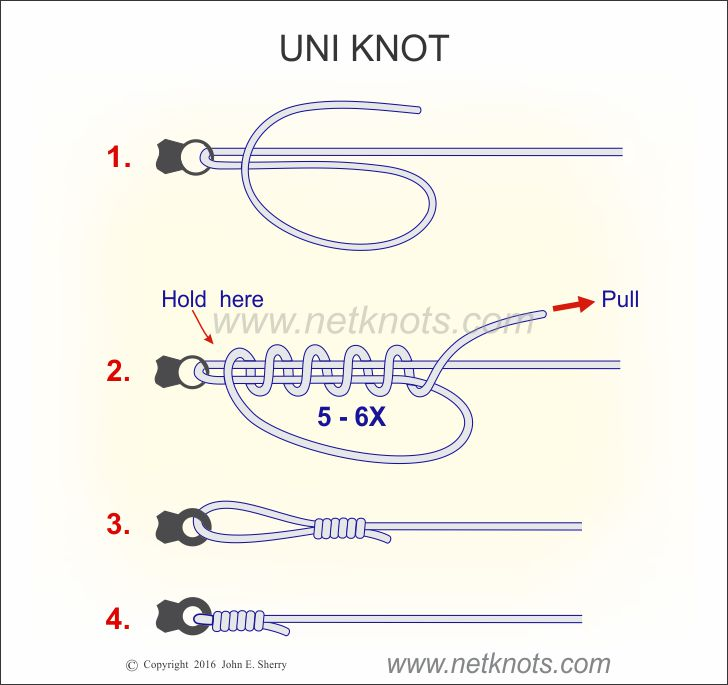 UNI KNOT
1.
Hold here
www.netknots.com
Pull
2.
5 - 6X
3.
4.
© Copyright 2016 John E. Sherry
www.netknots.com